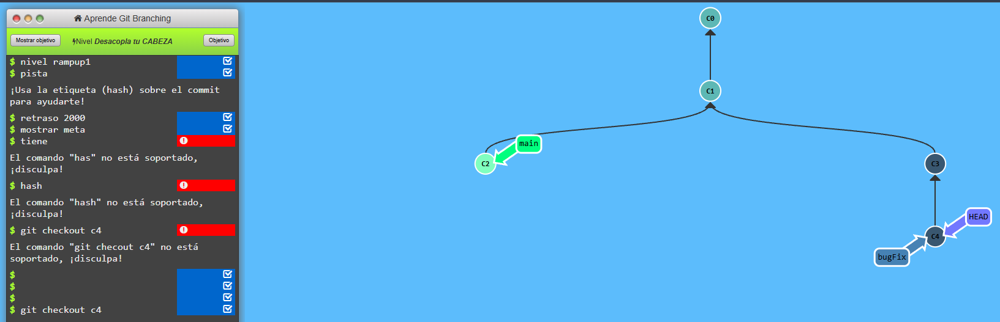 Aprende Git Branching
Mostrar objetivo
Nivel Desacopla tu CABEZA
Objetivo
$ nivel rampup1
$ pista
¡Usa la etiqueta (hash) sobre el commit
para ayudarte!
$ retraso 2000
$ mostrar meta
$ tiene
El comando "has" no está soportado,
¡disculpa!
$ hash
El comando "hash" no está soportado,
¡disculpa!
$ git checkout c4
El comando "git checout c4" no está
soportado, ¡disculpa!
$
$
$
$ git checkout c4
C0
C1
main
C2
C3
HEAD
C4
bugFix